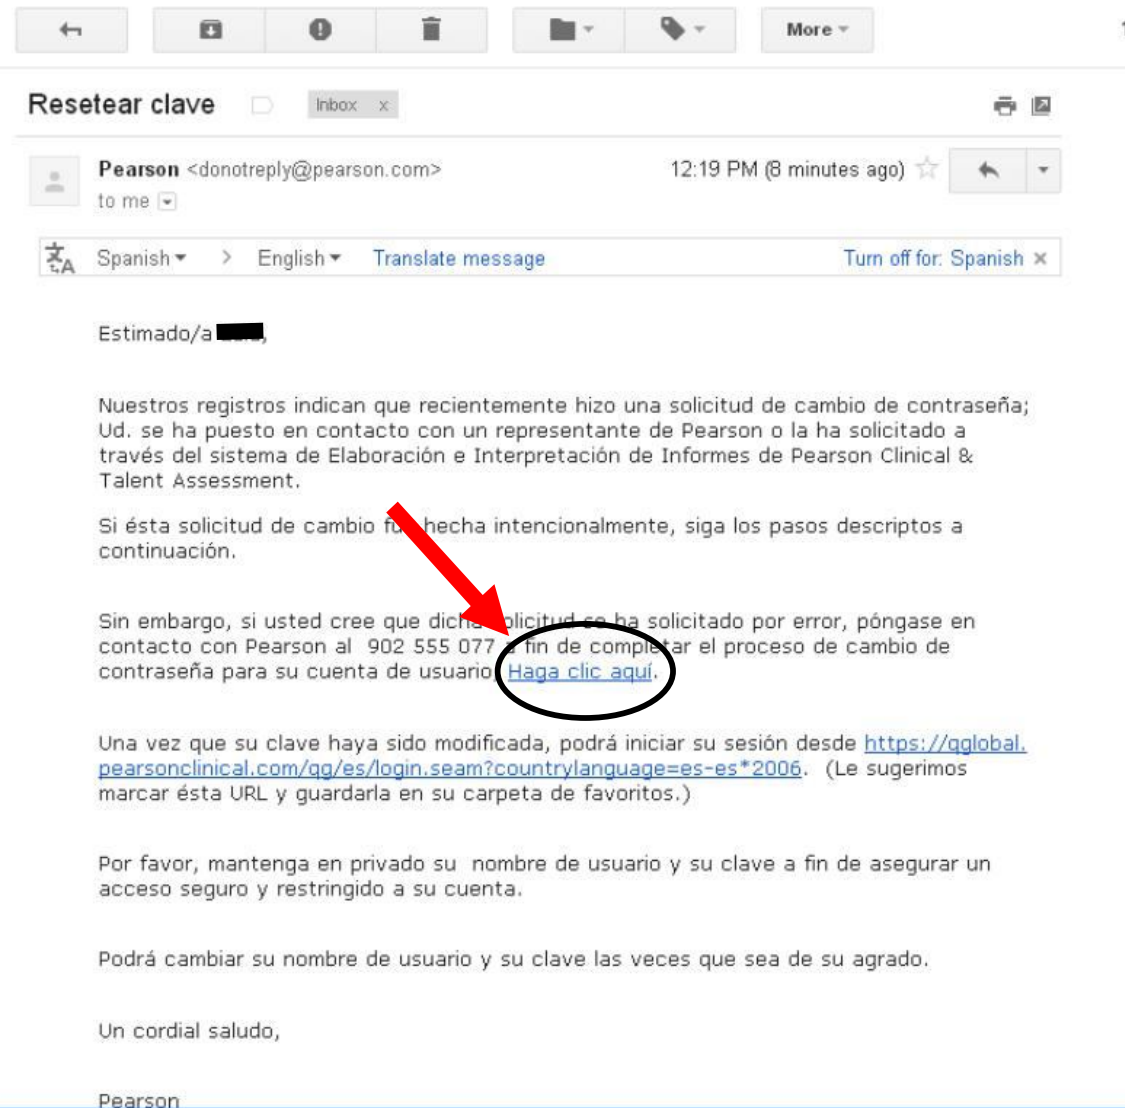 More
Resetear clave Inbox x
Pearson <donotreply@pearson.com> 12:19 PM (8 minutes ago)
to me
Spanish > English Translate message Turn off for: Spanish x
Estimado/a
Nuestros registros indican que recientemente hizo una solicitud de cambio de contraseña;
Ud. se ha puesto en contacto con un representante de Pearson o la ha solicitado a
través del sistema de Elaboración e Interpretación de Informes de Pearson Clinical &
Talent Assessment.
Si ésta solicitud de cambio hecha intencionalmente, siga los pasos descriptos a
continuación.
Sin embargo, si usted cree que dicha solicitud se ha solicitado por error, póngase en
contacto con Pearson al 902 555 077 a fin de completar el proceso de cambio de
contraseña para su cuenta de usuario, Haga clic aquí.
Una vez que su clave haya sido modificada, podrá iniciar su sesión desde https://qglobal.
pearsonclinical.com/qg/es/login.seam?countrylanguage=es-es*2006. (Le sugerimos
marcar ésta URL y guardarla en su carpeta de favoritos.)
Por favor, mantenga en privado su nombre de usuario y su clave a fin de asegurar un
acceso seguro y restringido a su cuenta.
Podrá cambiar su nombre de usuario y su clave las veces que sea de su agrado.
Un cordial saludo,
Pearson